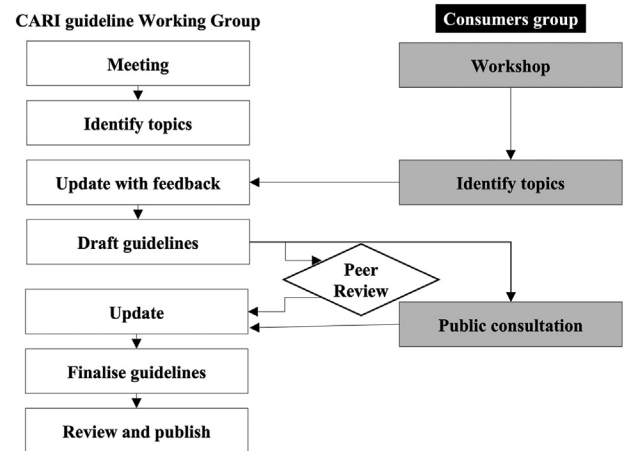 CARI guideline Working Group
Consumers group
Meeting
Workshop
Identify topics
Update with feedback
Identify topics
Draft guidelines
Peer
Review
Update
Public consultation
Finalise guidelines
Review and publish